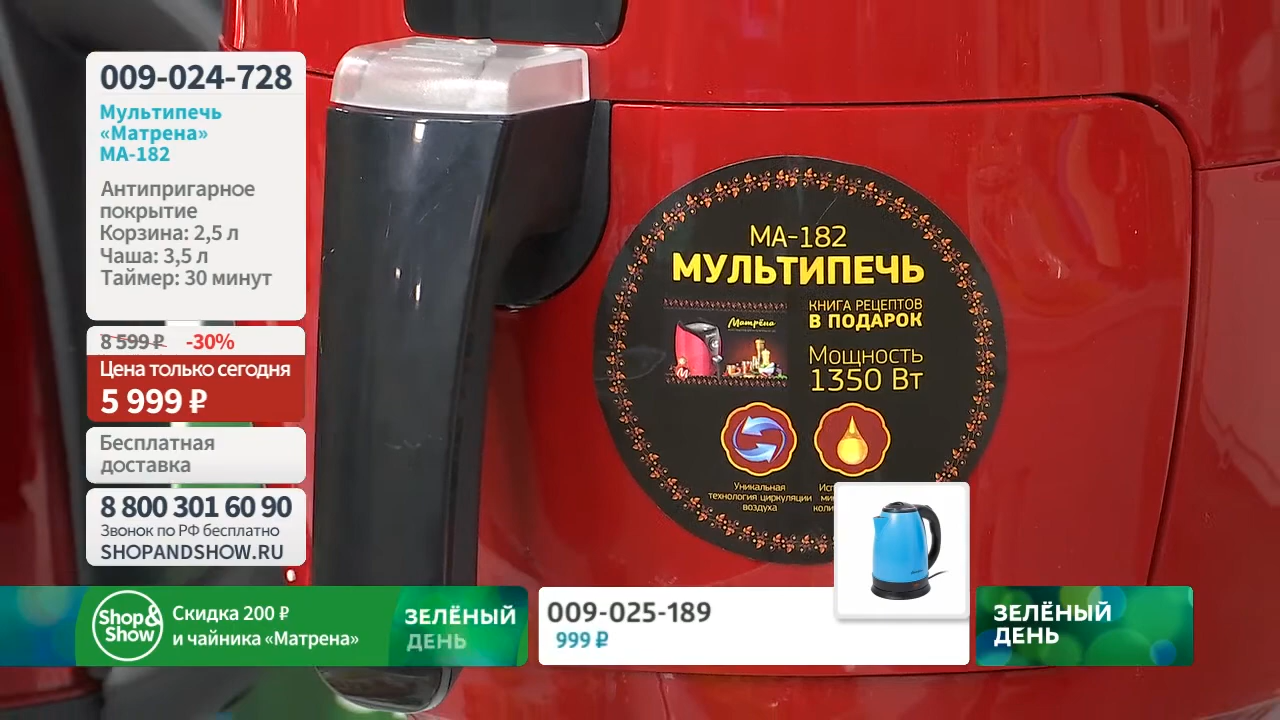 009-024-728
Мультипечь
«Матрена»
МА-182
Антипригарное
покрытие
Корзина: 2,5 л
Чаша: 3,5 л
Таймер: 30 минут
8 599 ₽ -30%
Цена только сегодня
5 999 ₽
Бесплатная
доставка
8 800 301 60 90
Звонок по РФ бесплатно
SHOPANDSHOW.RU
МА-182
МУЛЬТИПЕЧЬ
КНИГА РЕЦЕПТОВ
В ПОДАРОК
Матрёна
Мощность
1350 Вт
Уникальная
технология циркуляции
воздуха
Shop&
Show
Скидка 200 ₽
и чайника «Матрена»
ЗЕЛЁНЫЙ
ДЕНЬ
009-025-189
999 ₽
ЗЕЛЁНЫЙ
ДЕНЬ